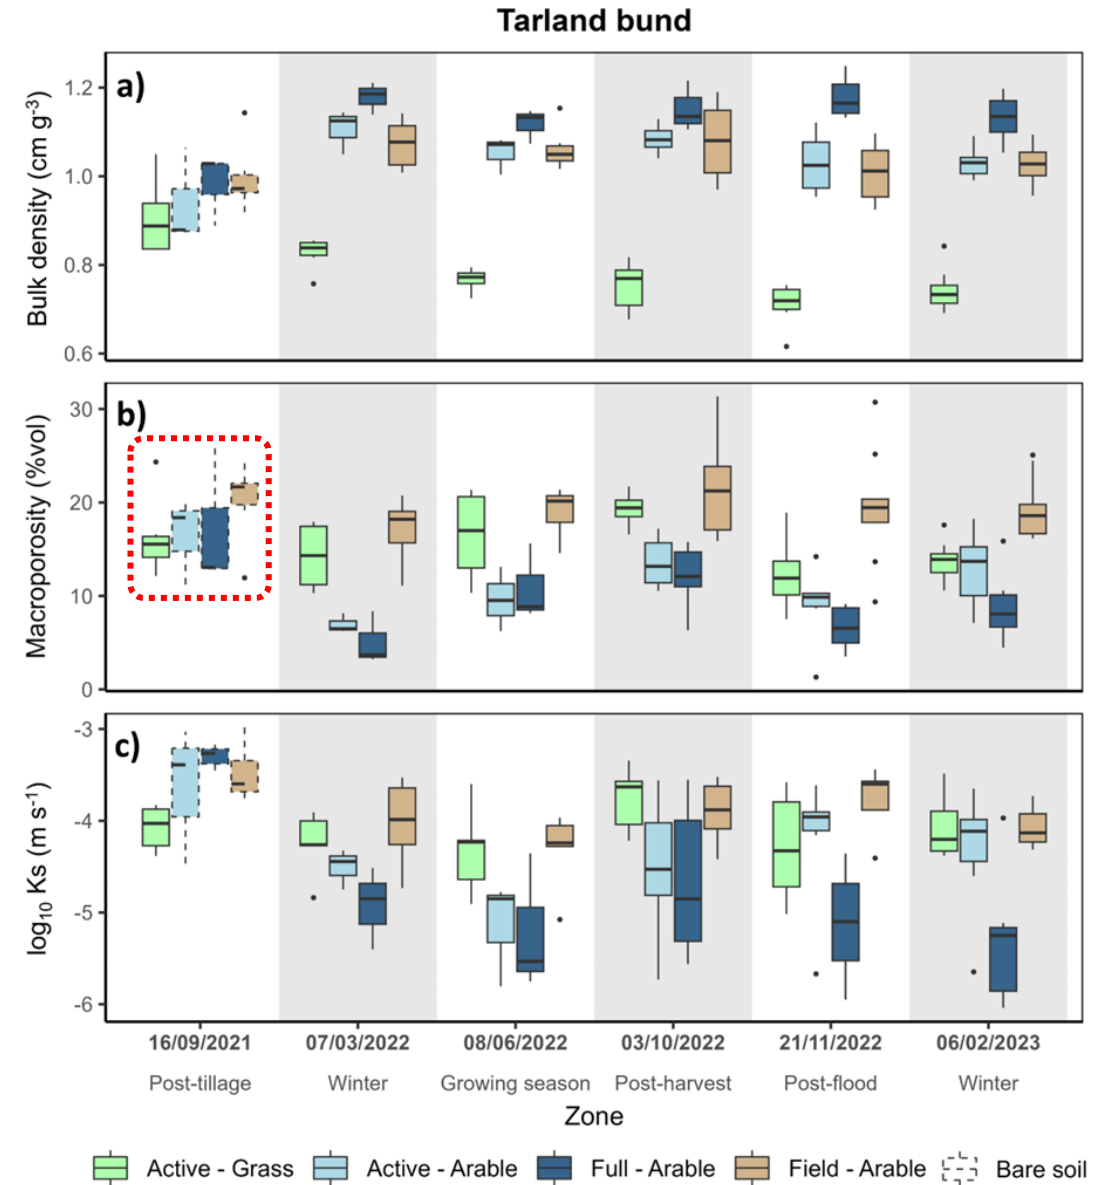 Tarland bund
a)
Bulk density (cm g-3)
1.2
1.0
0.8
0.6
b)
Macroporosity (%vol)
30
20
10
0
c)
log10 Ks (m s-1)
-3
-4
-5
-6
16/09/2021 07/03/2022 08/06/2022 03/10/2022 21/11/2022 06/02/2023
Post-tillage Winter Growing season Post-harvest Post-flood Winter
Zone
Active - Grass Active - Arable Full - Arable Field - Arable Bare soil